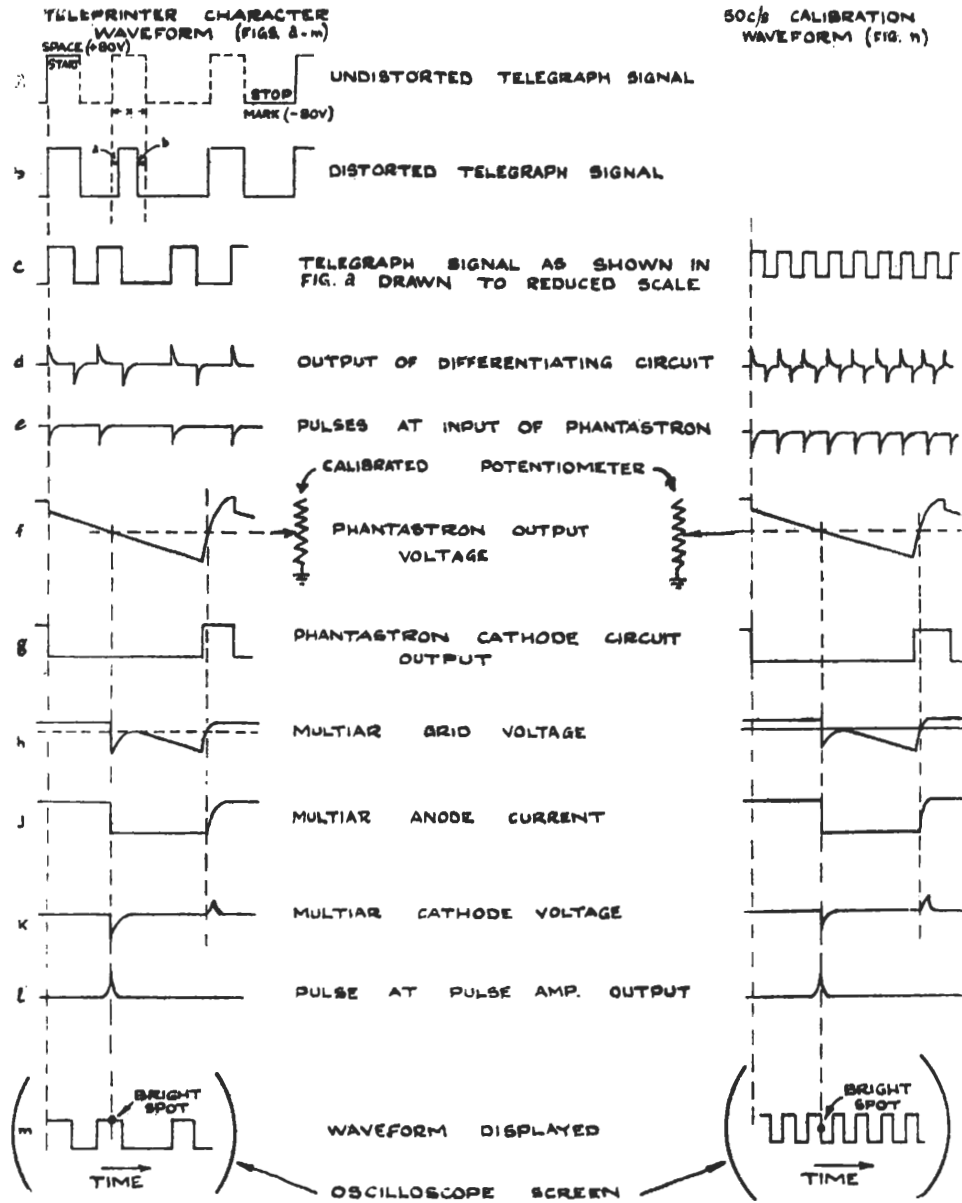 TELEPRINTER CHARACTER
WAVEFORM (FIGS. a-m)
50c/s CALIBRATION
WAVEFORM (FIG. n)
SPACE (+80V)
START
UNDISTORTED TELEGRAPH SIGNAL
STOP
x
MARK (-80V)
a
b
b
DISTORTED TELEGRAPH SIGNAL
c
TELEGRAPH SIGNAL AS SHOWN IN
FIG. a DRAWN TO REDUCED SCALE
d
OUTPUT OF DIFFERENTIATING CIRCUIT
e
PULSES AT INPUT OF PHANTASTRON
CALIBRATED POTENTIOMETER
f
PHANTASTRON OUTPUT
VOLTAGE
g
PHANTASTRON CATHODE CIRCUIT
OUTPUT
h
MULTIAR GRID VOLTAGE
J
MULTIAR ANODE CURRENT
K
MULTIAR CATHODE VOLTAGE
l
PULSE AT PULSE AMP. OUTPUT
BRIGHT
SPOT
BRIGHT
SPOT
m
WAVEFORM DISPLAYED
TIME
TIME
OSCILLOSCOPE SCREEN